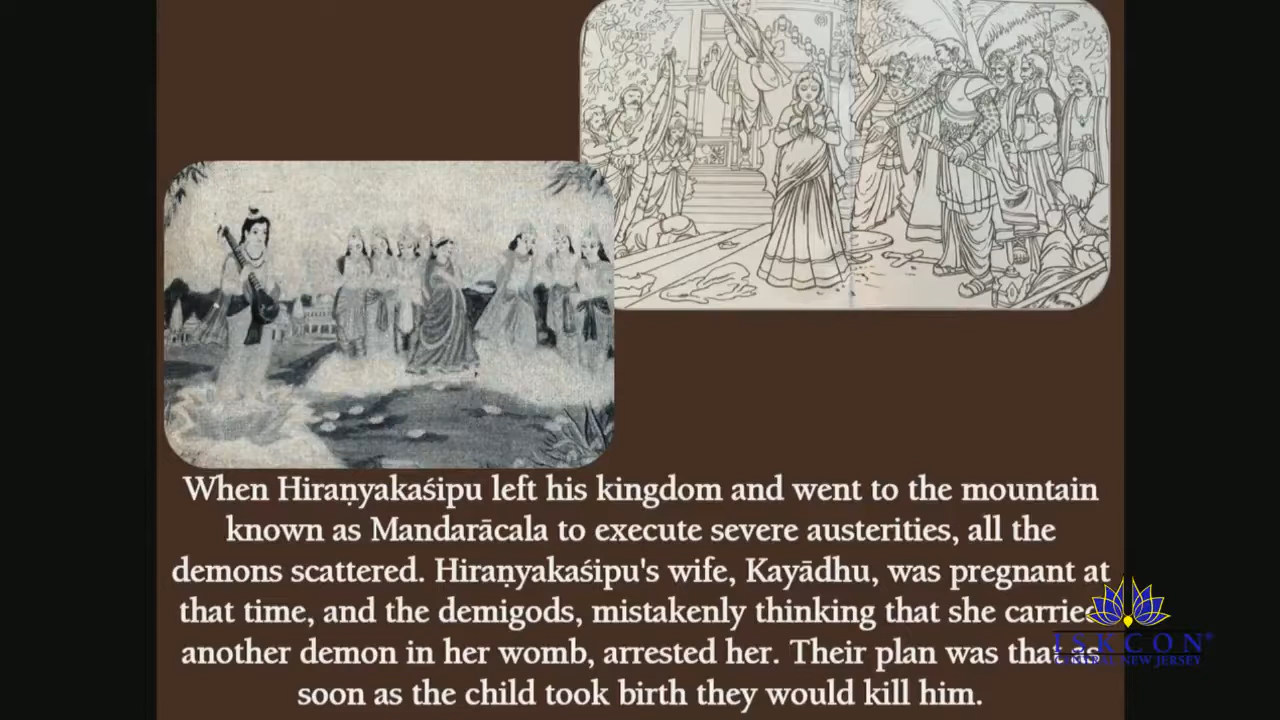 When Hiraṇyakaśipu left his kingdom and went to the mountain
known as Mandarācala to execute severe austerities, all the
demons scattered. Hiraṇyakaśipu's wife, Kayādhu, was pregnant at
that time, and the demigods, mistakenly thinking that she carried
another demon in her womb, arrested her. Their plan was that as
soon as the child took birth they would kill him.
ISKCON®
CENTRAL NEW JERSEY